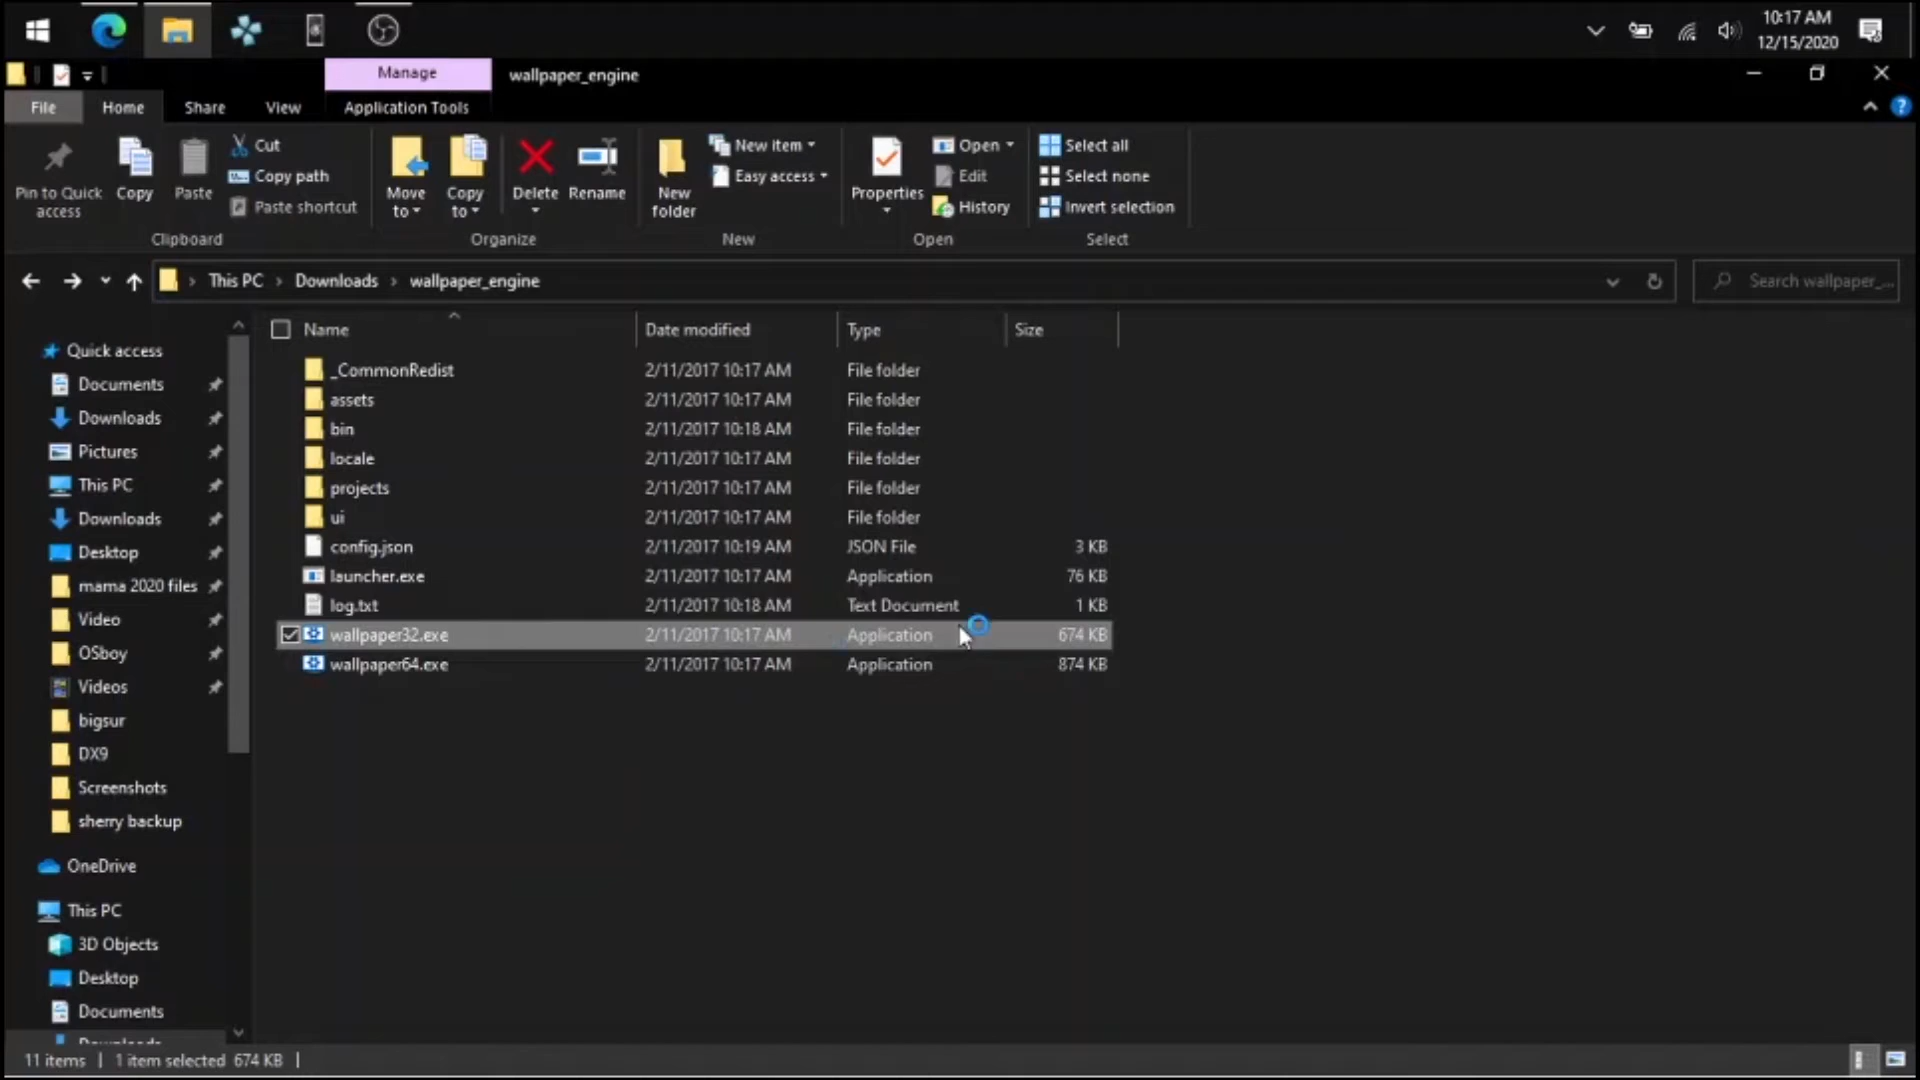 10:17 AM
12/15/2020
Manage
wallpaper_engine
File
Home
Share
View
Application Tools
Pin to Quick
access
Copy
Paste
Cut
Copy path
Paste shortcut
Clipboard
Move
to
Copy
to
Delete
Rename
Organize
New
folder
New item
Easy access
New
Properties
Open
Edit
History
Open
Select all
Select none
Invert selection
Select
This PC
Downloads
wallpaper_engine
Search wallpaper_...
Name Date modified Type Size
_CommonRedist 2/11/2017 10:17 AM File folder
assets 2/11/2017 10:17 AM File folder
bin 2/11/2017 10:18 AM File folder
locale 2/11/2017 10:17 AM File folder
projects 2/11/2017 10:17 AM File folder
ui 2/11/2017 10:17 AM File folder
config.json 2/11/2017 10:19 AM JSON File 3 KB
launcher.exe 2/11/2017 10:17 AM Application 76 KB
log.txt 2/11/2017 10:18 AM Text Document 1 KB
wallpaper32.exe 2/11/2017 10:17 AM Application 674 KB
wallpaper64.exe 2/11/2017 10:17 AM Application 874 KB
Quick access
Documents
Downloads
Pictures
This PC
Downloads
Desktop
mama 2020 files
Video
OSboy
Videos
bigsur
DX9
Screenshots
sherry backup
OneDrive
This PC
3D Objects
Desktop
Documents
Downloads
11 items
1 item selected 674 KB